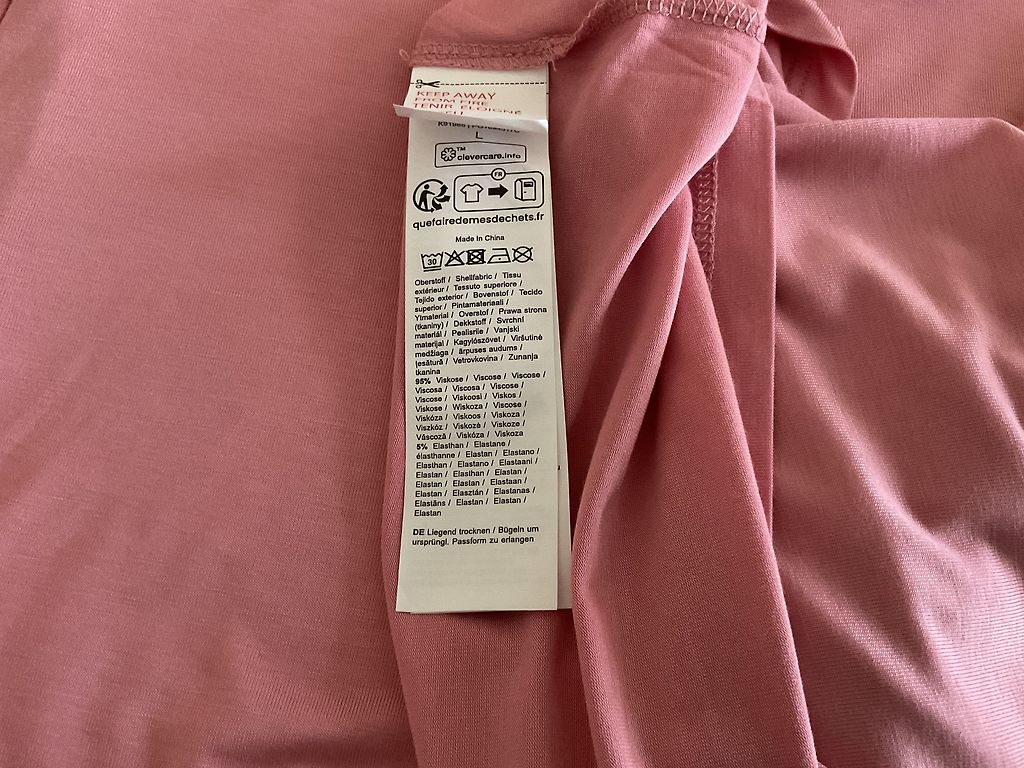 KEEP AWAY
FROM FIRE
TENIR ÉLOIGNÉ
L
TM
clevercare.info
FR
quefairedemesdechets.fr
Made In China
30
Oberstoff / Shellfabric / Tissu
extérieur / Tessuto superiore /
Tejido exterior / Bovenstof / Tecido
superior / Pintamateriaali /
Ytmaterial / Overstof / Prawa strona
(tkaniny) / Dekkstoff / Svrchní
materiál / Pealisriie / Vanjski
materijal / Kagylószövet / Viršutinė
medžiaga / ārpuses audums /
țesătură / Vetrovkovina / Zunanja
tkanina
95% Viskose / Viscose / Viscose /
Viscosa / Viscosa / Viscose /
Viscose / Viskoosi / Viskos /
Viskose / Wiskoza / Viscose /
Viskóza / Viskoos / Viskoza /
Viszkóz / Viskozė / Viskoze /
Vâscoză / Viskóza / Viskoza
5% Elasthan / Elastane /
élasthanne / Elastan / Elastano /
Elasthan / Elastano / Elastaani /
Elastan / Elasthan / Elastan /
Elastan / Elastan / Elastaan /
Elastan / Elasztán / Elastanas /
Elastāns / Elastan / Elastan /
Elastan
DE Liegend trocknen / Bügeln um
ursprüngl. Passform zu erlangen